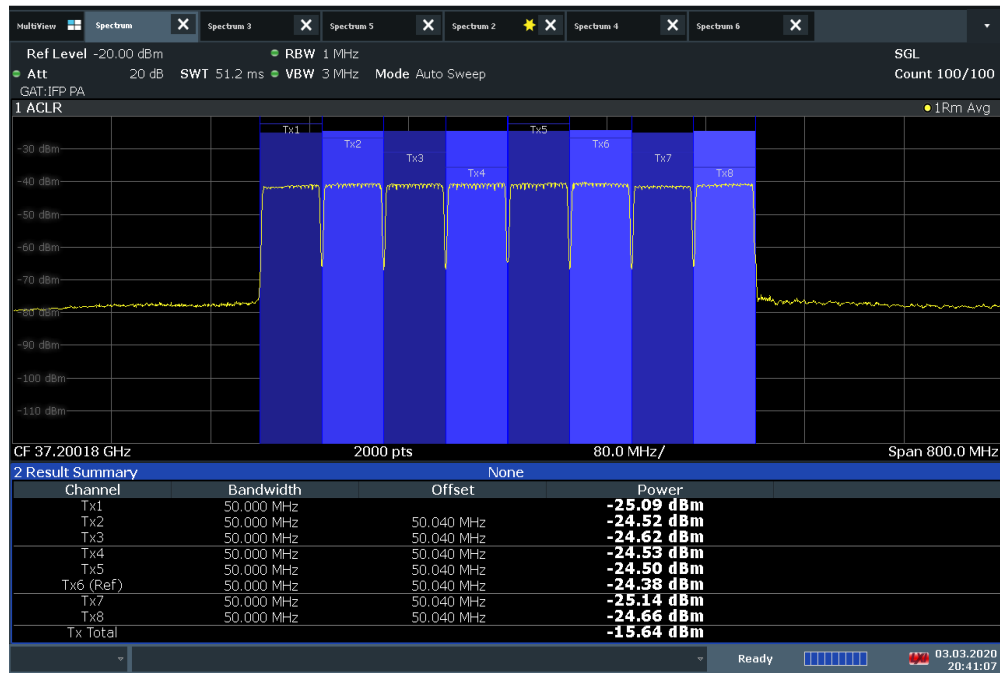 MultiView Spectrum Spectrum 3 Spectrum 5 Spectrum 2 Spectrum 4 Spectrum 6
Ref Level -20.00 dBm RBW 1 MHz SGL
Att 20 dB SWT 51.2 ms VBW 3 MHz Mode Auto Sweep Count 100/100
GAT:IFP PA
1 ACLR 1Rm Avg
Tx1 Tx5
Tx2 Tx6
-30 dBm
Tx3 Tx7
Tx4 Tx8
-40 dBm
-50 dBm
-60 dBm
-70 dBm
-80 dBm
-90 dBm
-100 dBm
-110 dBm
CF 37.20018 GHz 2000 pts 80.0 MHz/ Span 800.0 MHz
2 Result Summary None
Channel Bandwidth Offset Power
Tx1 50.000 MHz -25.09 dBm
Tx2 50.000 MHz 50.040 MHz -24.52 dBm
Tx3 50.000 MHz 50.040 MHz -24.62 dBm
Tx4 50.000 MHz 50.040 MHz -24.53 dBm
Tx5 50.000 MHz 50.040 MHz -24.50 dBm
Tx6 (Ref) 50.000 MHz 50.040 MHz -24.38 dBm
Tx7 50.000 MHz 50.040 MHz -25.14 dBm
Tx8 50.000 MHz 50.040 MHz -24.66 dBm
Tx Total -15.64 dBm
Ready 03.03.2020
20:41:07